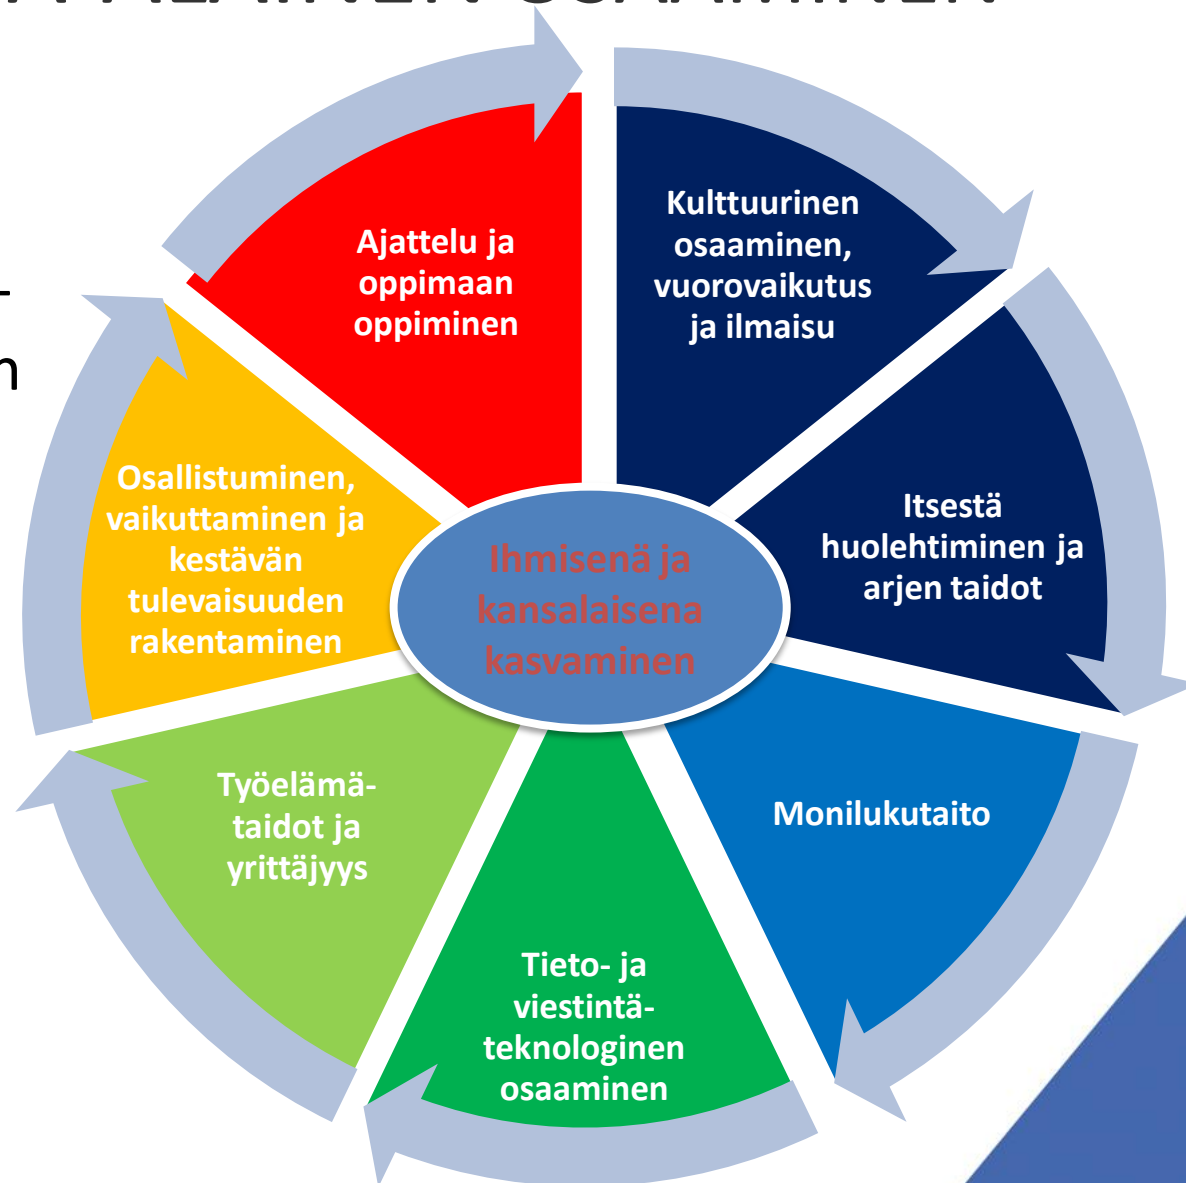 OSAAMINEN
Ajattelu ja
oppimaan
oppiminen
Kulttuurinen
osaaminen,
vuorovaikutus
ja ilmaisu
Itsestä
huolehtiminen ja
arjen taidot
Monilukutaito
Tieto- ja
viestintä-
teknologinen
osaaminen
Työelämä-
taidot ja
yrittäjyys
Osallistuminen,
vaikuttaminen ja
kestävän
tulevaisuuden
rakentaminen
Ihmisenä ja
kansalaisena
kasvaminen